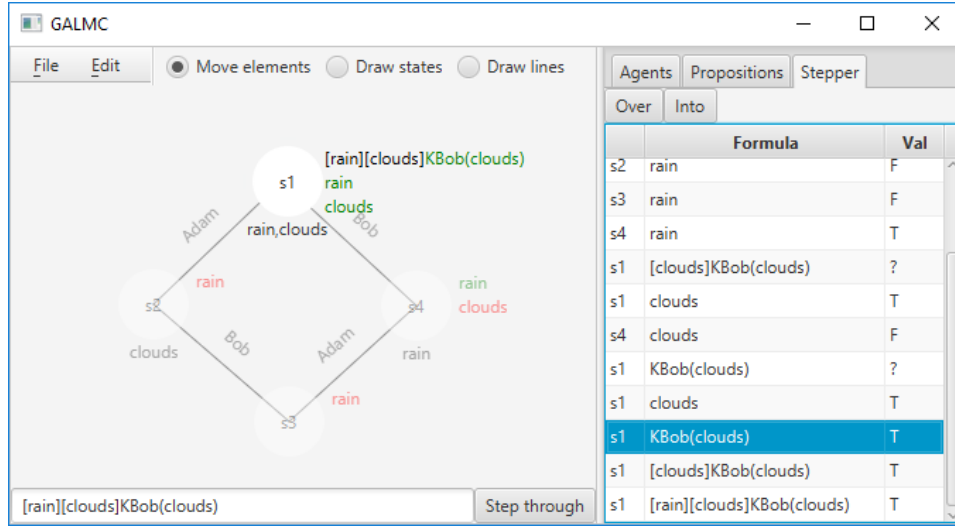 GALMC
File Edit Move elements Draw states Draw lines
Agents Propositions Stepper
Over Into
[rain][clouds]KBob(clouds)
s1 rain
clouds
Adam Bob
rain,clouds
rain
rain
s2 s4 clouds
clouds Bob Adam rain
rain
s3
[rain][clouds]KBob(clouds) Step through
Formula Val
s2 rain F
s3 rain F
s4 rain T
s1 [clouds]KBob(clouds) ?
s1 clouds T
s4 clouds F
s1 KBob(clouds) ?
s1 clouds T
s1 KBob(clouds) T
s1 [clouds]KBob(clouds) T
s1 [rain][clouds]KBob(clouds) T